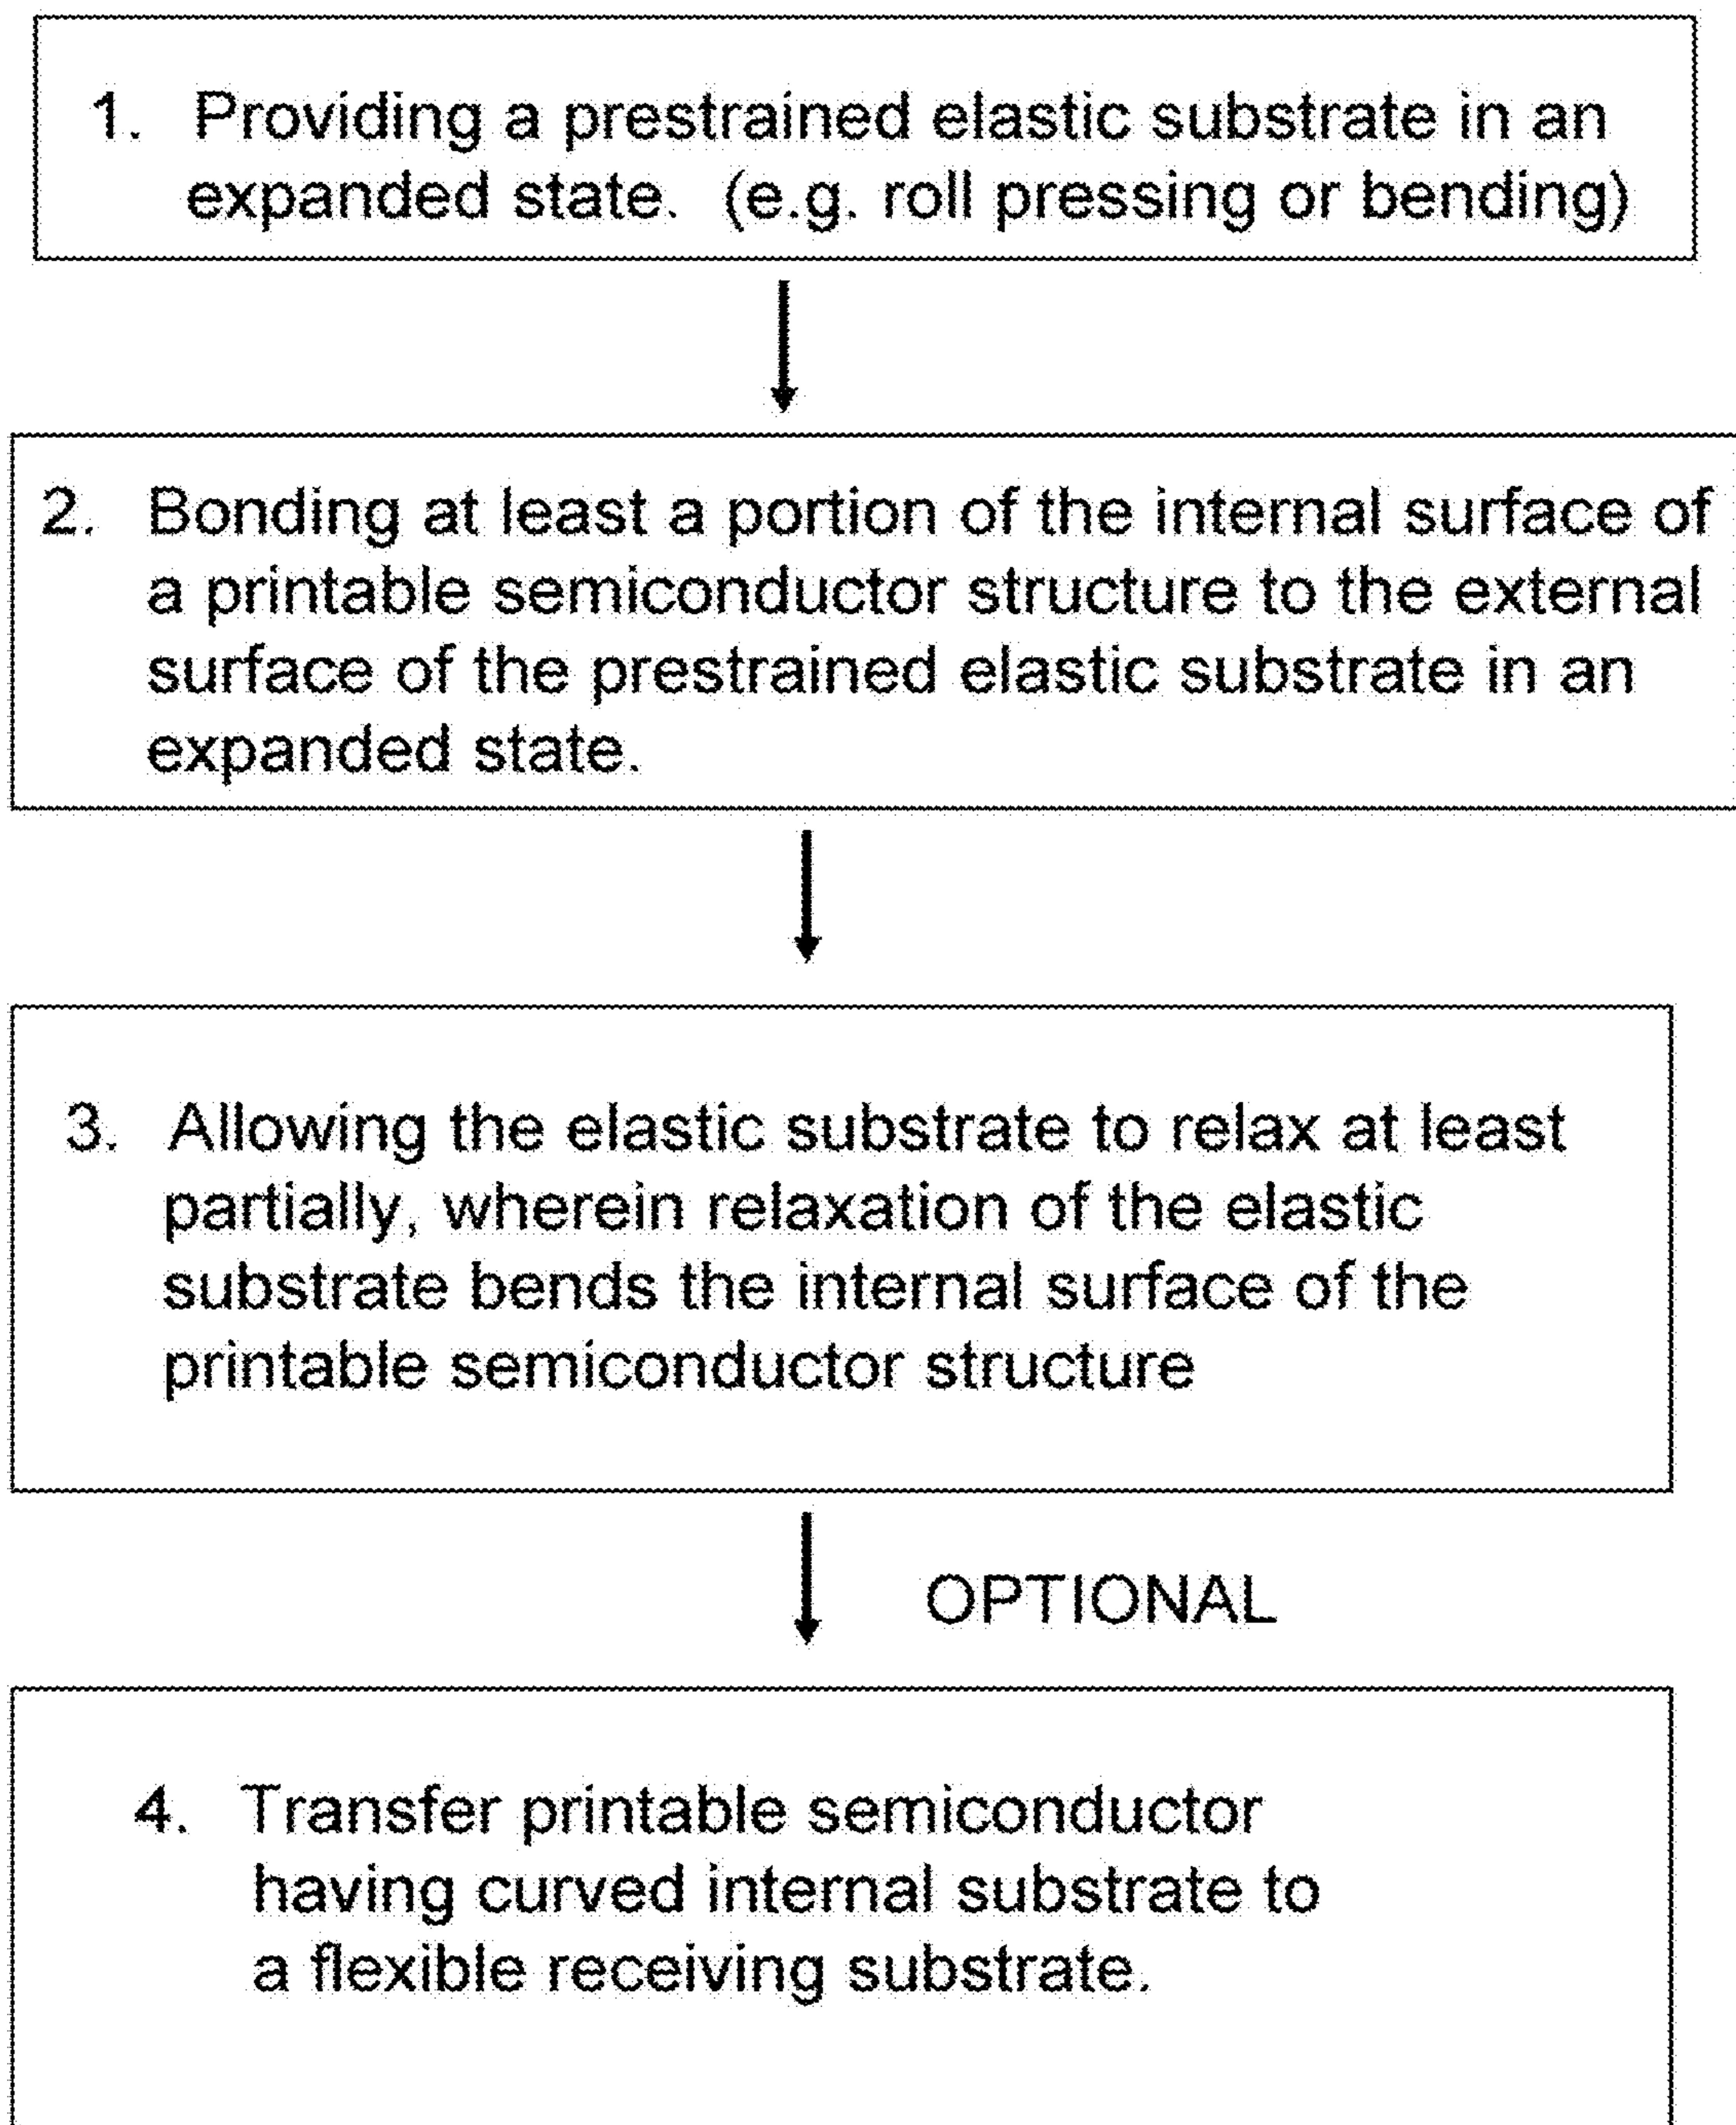 1. Providing a prestrained elastic substrate in an
expanded state. (e.g. roll pressing or bending)
2. Bonding at least a portion of the internal surface of
a printable semiconductor structure to the external
surface of the prestrained elastic substrate in an
expanded state.
3. Allowing the elastic substrate to relax at least
partially, wherein relaxation of the elastic
substrate bends the internal surface of the
printable semiconductor structure
OPTIONAL
4. Transfer printable semiconductor
having curved internal substrate to
a flexible receiving substrate.